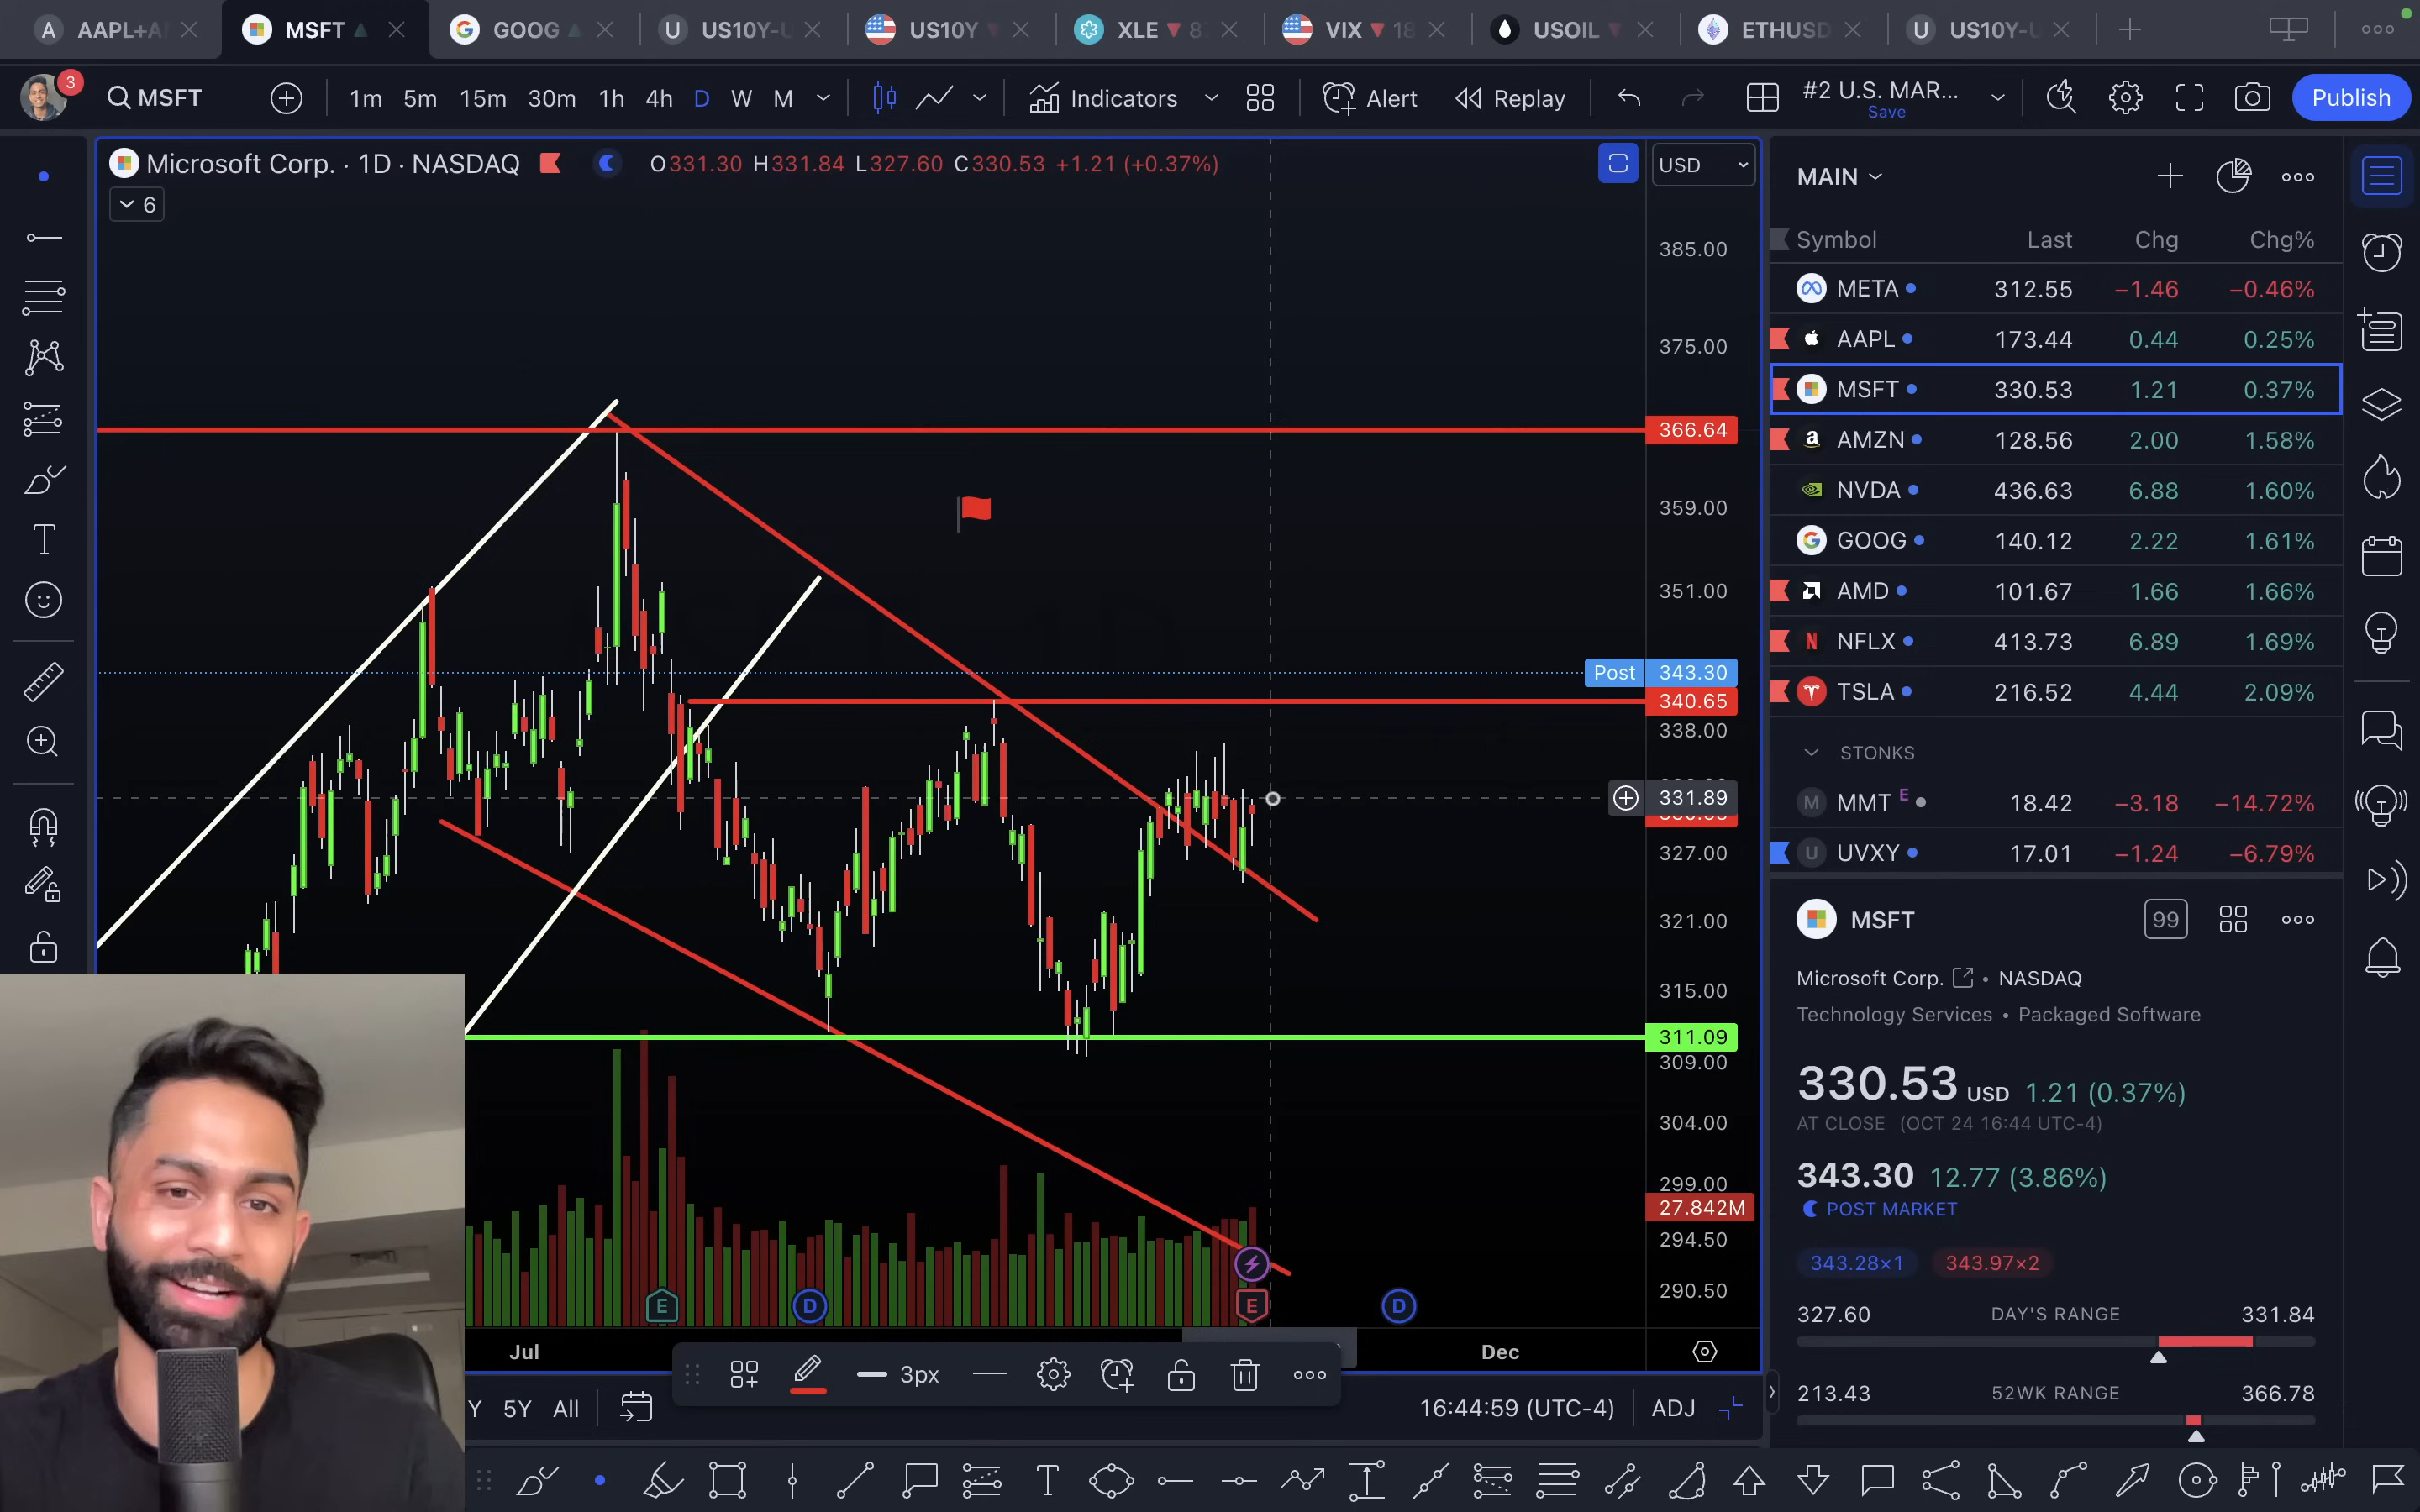 A AAPL+A
MSFT
GOOG
U US10Y-U
US10Y
XLE
VIX 18
USOIL
ETHUSD
U US10Y-U
3
MSFT
1m 5m 15m 30m 1h 4h D W M
Indicators
Alert
Replay
#2 U.S. MAR...
Save
Publish
Microsoft Corp. · 1D · NASDAQ
O331.30 H331.84 L327.60 C330.53 +1.21 (+0.37%)
USD
6
385.00
375.00
366.64
359.00
351.00
Post 343.30
340.65
338.00
331.89
327.00
321.00
315.00
311.09
309.00
304.00
299.00
27.842M
294.50
290.50
E D E D
Jul
Dec
3px
Y 5Y All
16:44:59 (UTC-4)
ADJ
MAIN
Symbol Last Chg Chg%
META 312.55 −1.46 −0.46%
AAPL 173.44 0.44 0.25%
MSFT 330.53 1.21 0.37%
AMZN 128.56 2.00 1.58%
NVDA 436.63 6.88 1.60%
GOOG 140.12 2.22 1.61%
AMD 101.67 1.66 1.66%
NFLX 413.73 6.89 1.69%
TSLA 216.52 4.44 2.09%
STONKS
M MMT E 18.42 −3.18 −14.72%
U UVXY 17.01 −1.24 −6.79%
MSFT
99
Microsoft Corp. • NASDAQ
Technology Services • Packaged Software
330.53 USD 1.21 (0.37%)
AT CLOSE (OCT 24 16:44 UTC-4)
343.30 12.77 (3.86%)
POST MARKET
343.28×1 343.97×2
327.60 DAY'S RANGE 331.84
213.43 52WK RANGE 366.78